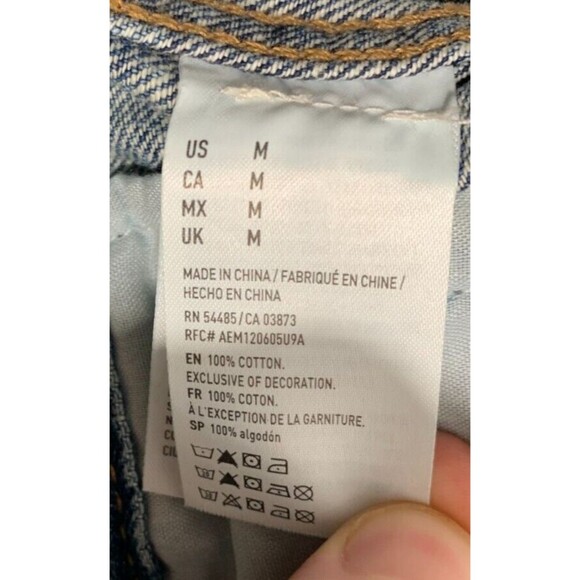 US M
CA M
MX M
UK M
MADE IN CHINA / FABRIQUÉ EN CHINE /
HECHO EN CHINA
RN 54485 / CA 03873
RFC# AEM120605U9A
EN 100% COTTON.
EXCLUSIVE OF DECORATION.
FR 100% COTON.
À L'EXCEPTION DE LA GARNITURE.
SP 100% algodón